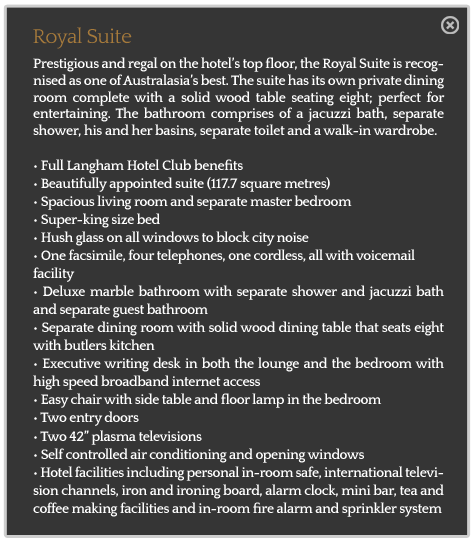 Royal Suite
Prestigious and regal on the hotel’s top floor, the Royal Suite is recog-
nised as one of Australasia’s best. The suite has its own private dining
room complete with a solid wood table seating eight; perfect for
entertaining. The bathroom comprises of a jacuzzi bath, separate
shower, his and her basins, separate toilet and a walk-in wardrobe.
• Full Langham Hotel Club benefits
• Beautifully appointed suite (117.7 square metres)
• Spacious living room and separate master bedroom
• Super-king size bed
• Hush glass on all windows to block city noise
• One facsimile, four telephones, one cordless, all with voicemail
facility
• Deluxe marble bathroom with separate shower and jacuzzi bath
and separate guest bathroom
• Separate dining room with solid wood dining table that seats eight
with butlers kitchen
• Executive writing desk in both the lounge and the bedroom with
high speed broadband internet access
• Easy chair with side table and floor lamp in the bedroom
• Two entry doors
• Two 42” plasma televisions
• Self controlled air conditioning and opening windows
• Hotel facilities including personal in-room safe, international televi-
sion channels, iron and ironing board, alarm clock, mini bar, tea and
coffee making facilities and in-room fire alarm and sprinkler system